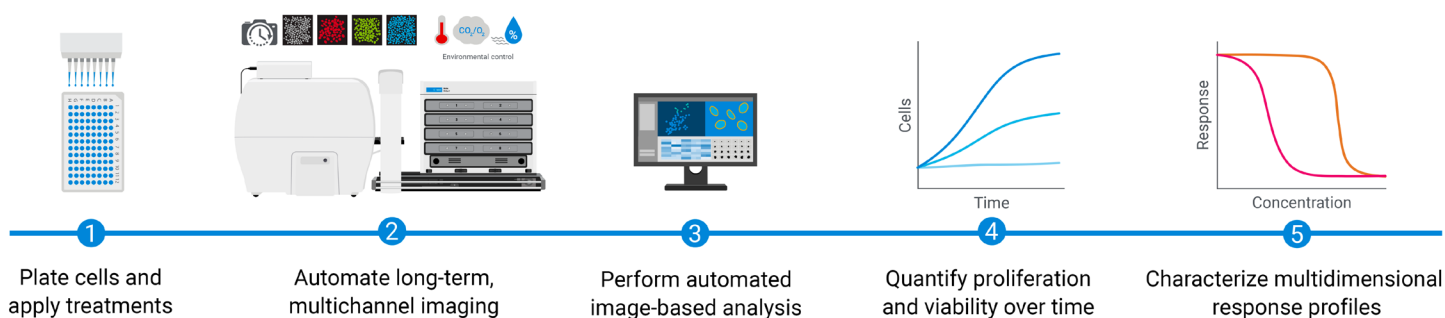 CO₂/O₂
%
Environmental control
Cells
Time
Response
Concentration
1
2
3
4
5
Plate cells and
apply treatments
Automate long-term,
multichannel imaging
Perform automated
image-based analysis
Quantify proliferation
and viability over time
Characterize multidimensional
response profiles